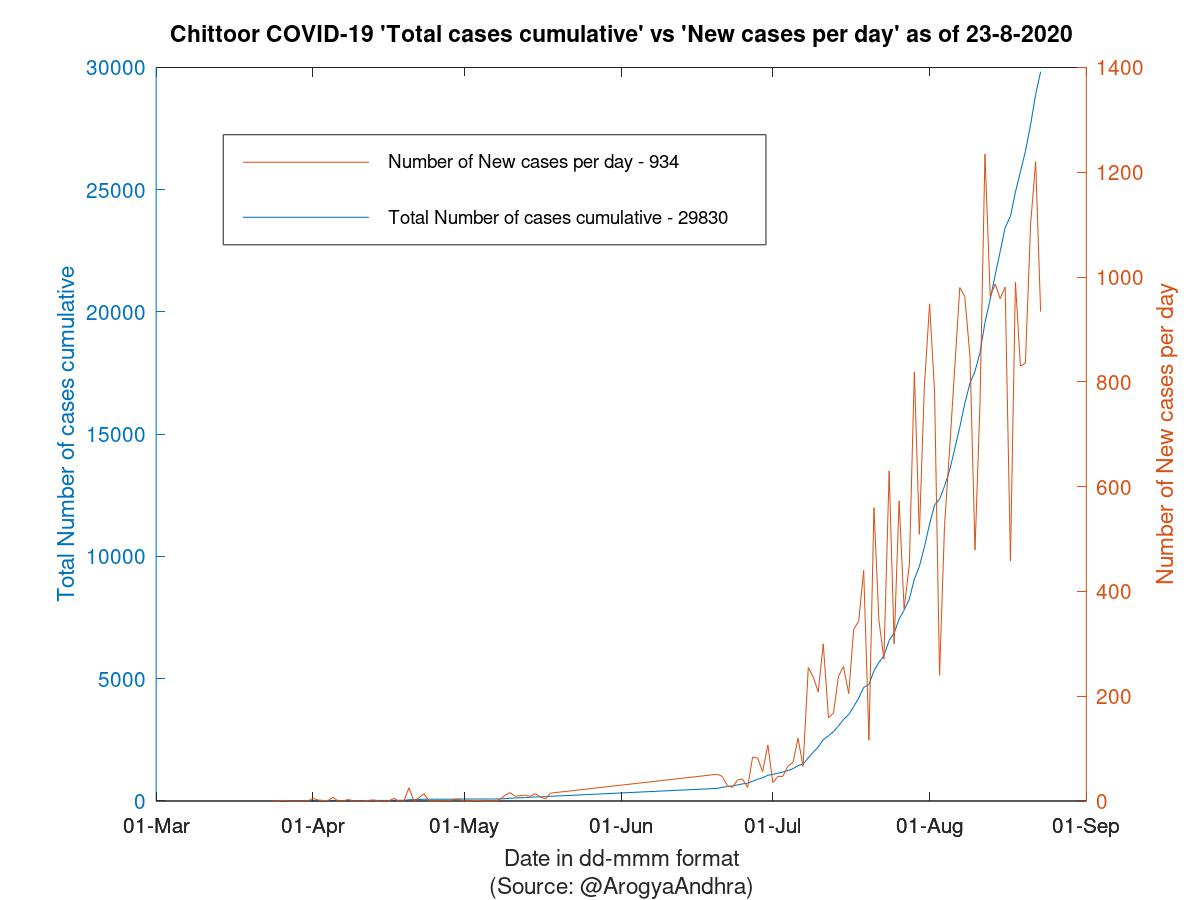 Chittoor COVID-19 'Total cases cumulative' vs 'New cases per day' as of 23-8-2020
30000
25000
20000
15000
10000
5000
0
Total Number of cases cumulative
Number of New cases per day - 934
Total Number of cases cumulative - 29830
1400
1200
1000
800
600
400
200
0
Number of New cases per day
01-Mar 01-Apr 01-May 01-Jun 01-Jul 01-Aug 01-Sep
Date in dd-mmm format
(Source: @ArogyaAndhra)